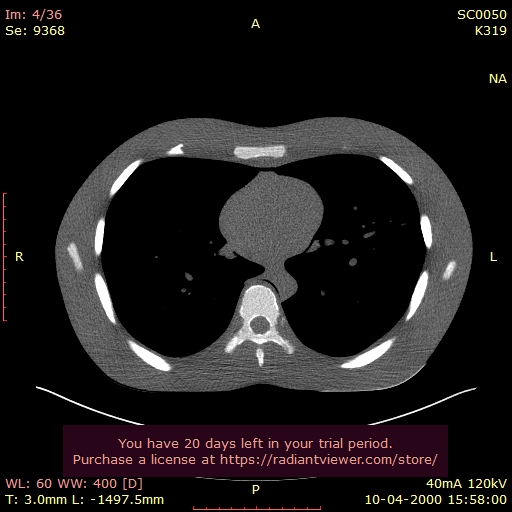 Im: 4/36
Se: 9368
A
SC0050
K319
NA
R
L
You have 20 days left in your trial period.
Purchase a license at https://radiantviewer.com/store/
WL: 60 WW: 400 [D]
T: 3.0mm L: -1497.5mm
P
40mA 120kV
10-04-2000 15:58:00